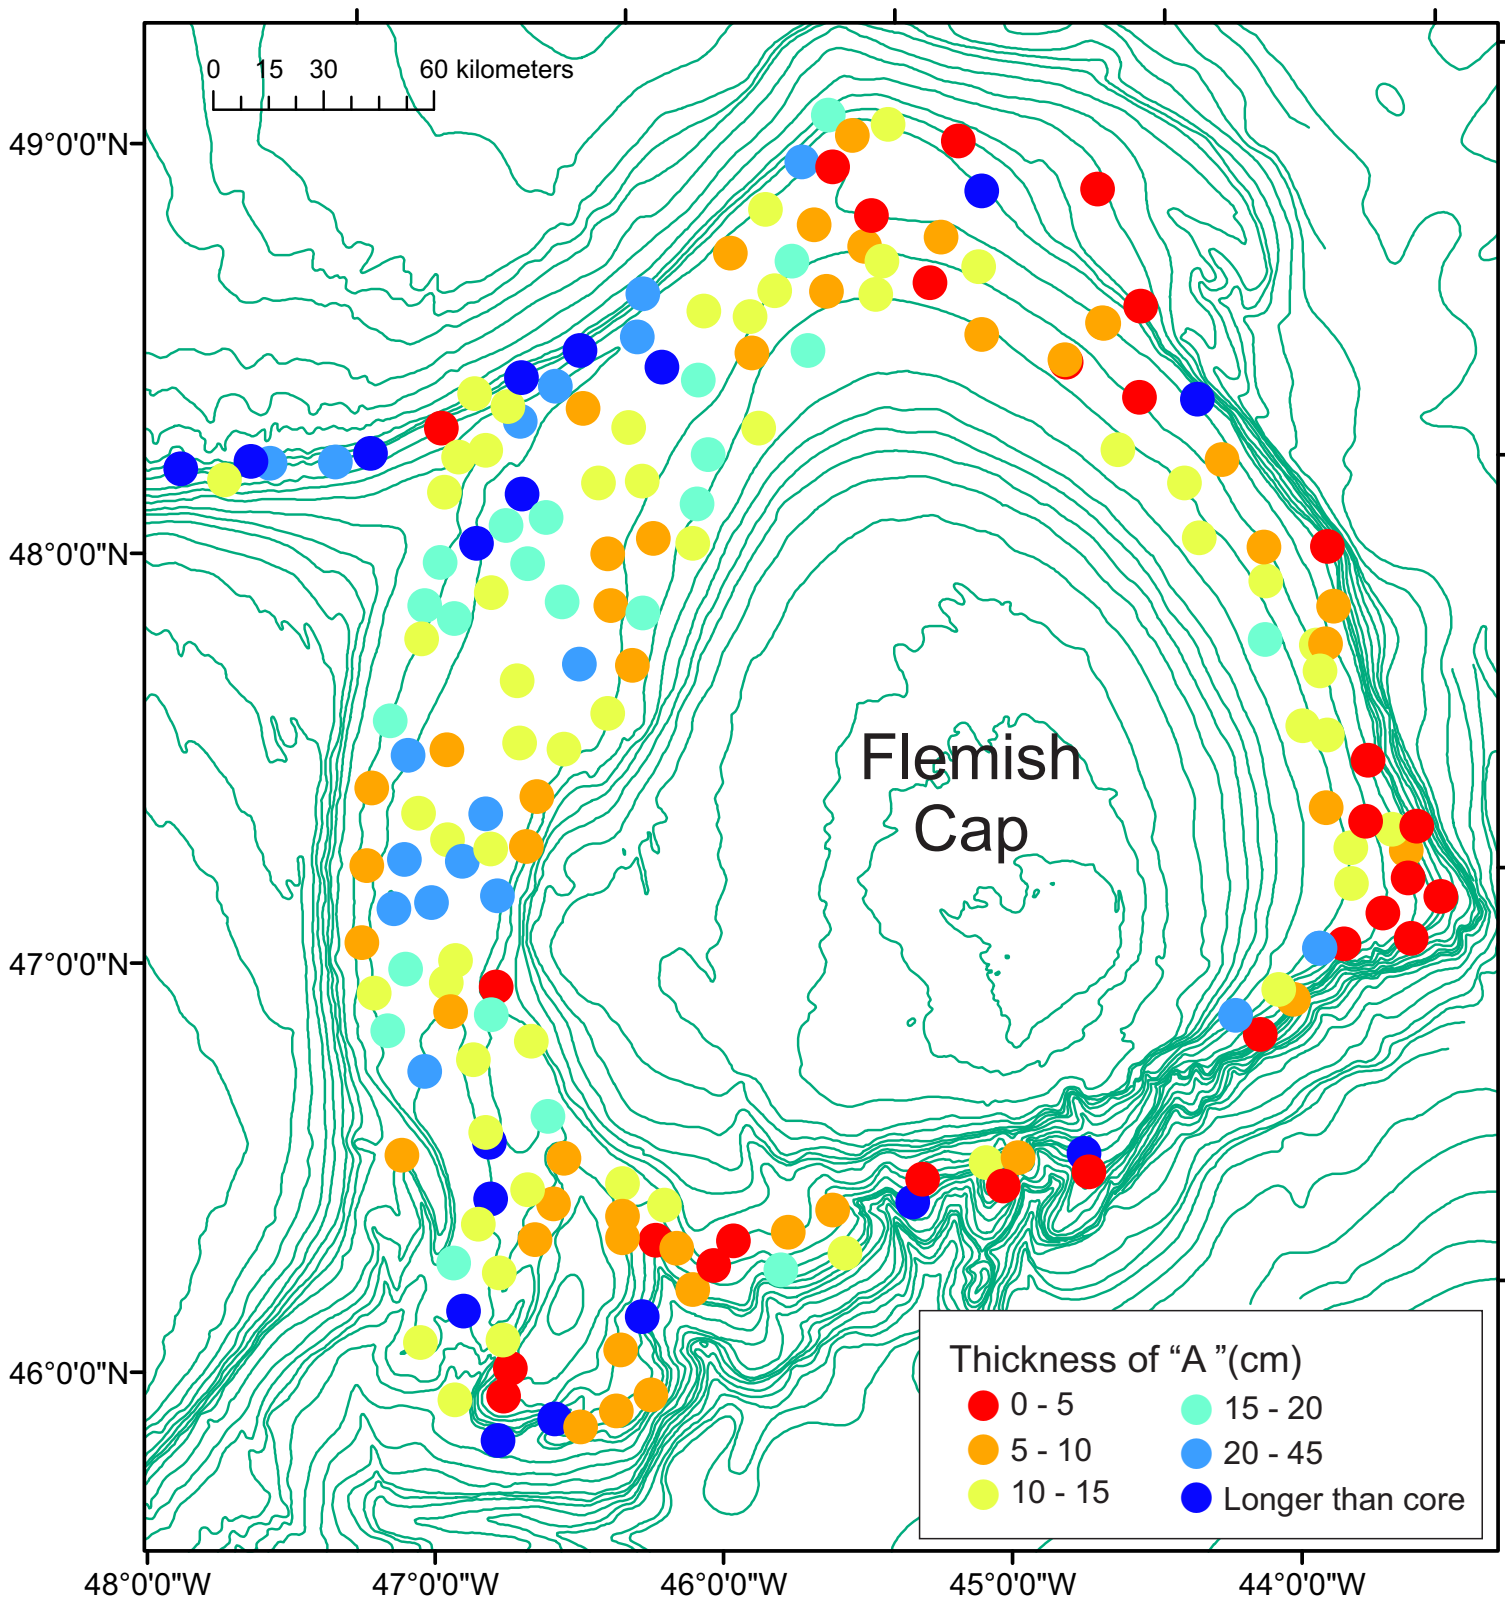 0 15 30 60 kilometers
49°0'0"N
48°0'0"N
Flemish
Cap
47°0'0"N
46°0'0"N
Thickness of “A ”(cm)
0 - 5
15 - 20
5 - 10
20 - 45
10 - 15
Longer than core
48°0'0"W 47°0'0"W 46°0'0"W 45°0'0"W 44°0'0"W